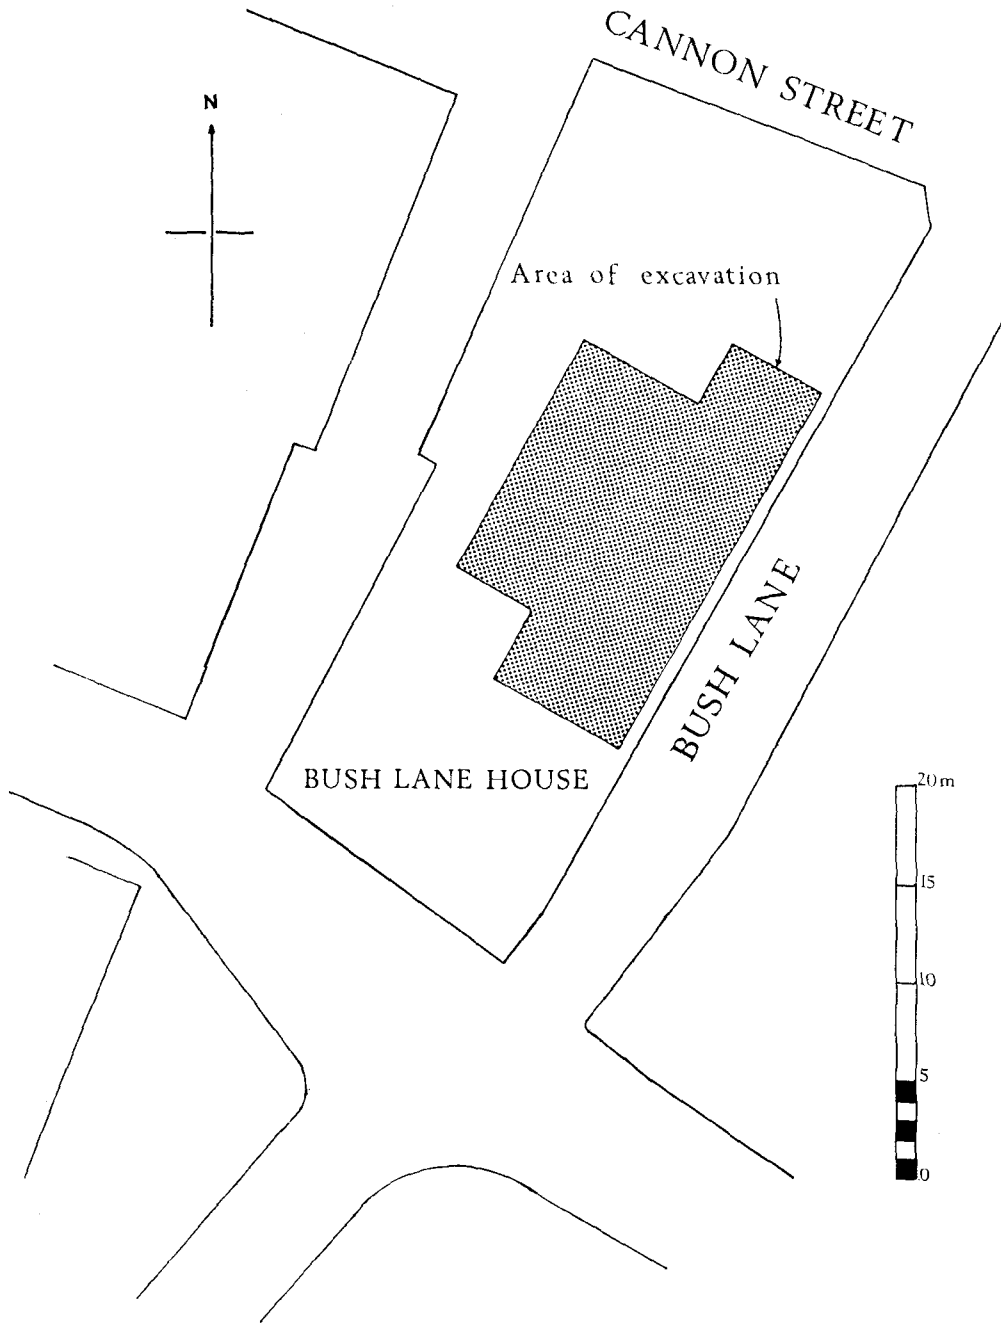 CANNON STREET
N
Area of excavation
BUSH LANE
BUSH LANE HOUSE
20m
15
10
5
0